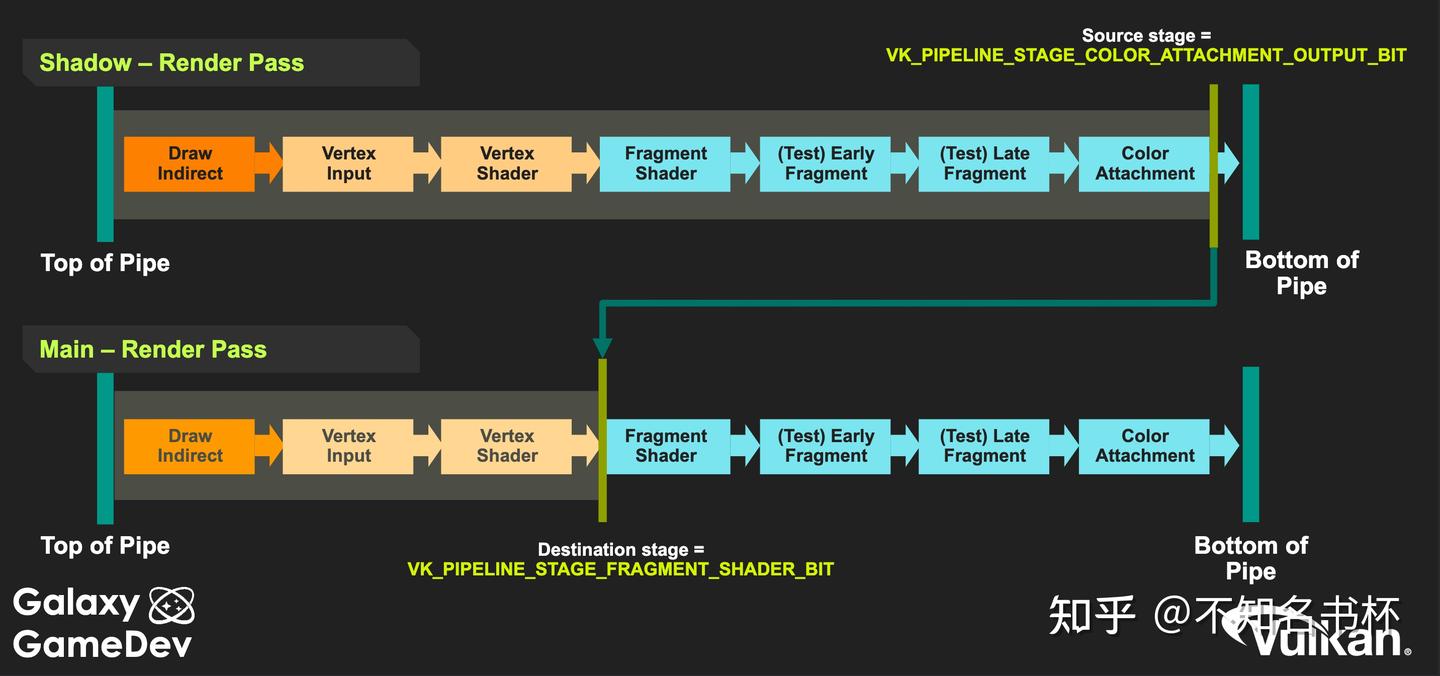 Source stage =
VK_PIPELINE_STAGE_COLOR_ATTACHMENT_OUTPUT_BIT
Shadow – Render Pass
Draw
Indirect
Vertex
Input
Vertex
Shader
Fragment
Shader
(Test) Early
Fragment
(Test) Late
Fragment
Color
Attachment
Top of Pipe
Bottom of
Pipe
Main – Render Pass
Draw
Indirect
Vertex
Input
Vertex
Shader
Fragment
Shader
(Test) Early
Fragment
(Test) Late
Fragment
Color
Attachment
Top of Pipe
Destination stage =
VK_PIPELINE_STAGE_FRAGMENT_SHADER_BIT
Bottom of
Pipe
Galaxy
GameDev
知乎 @不知名书杯
Vulkan®